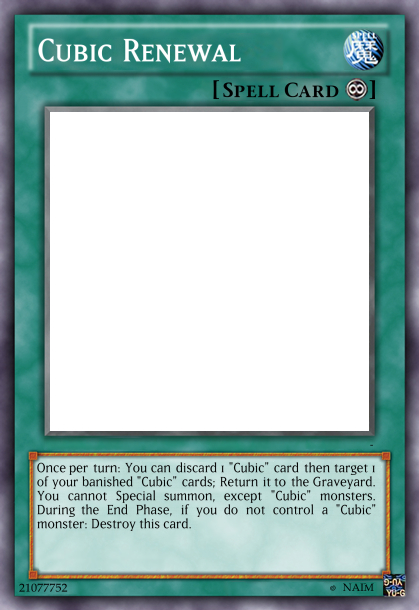 Cubic Renewal
魔
[Spell Card ]
Once per turn: You can discard 1 "Cubic" card then target 1
of your banished "Cubic" cards; Return it to the Graveyard.
You cannot Special summon, except "Cubic" monsters.
During the End Phase, if you do not control a "Cubic"
monster: Destroy this card.
21077752
@ NAIM
YU-G